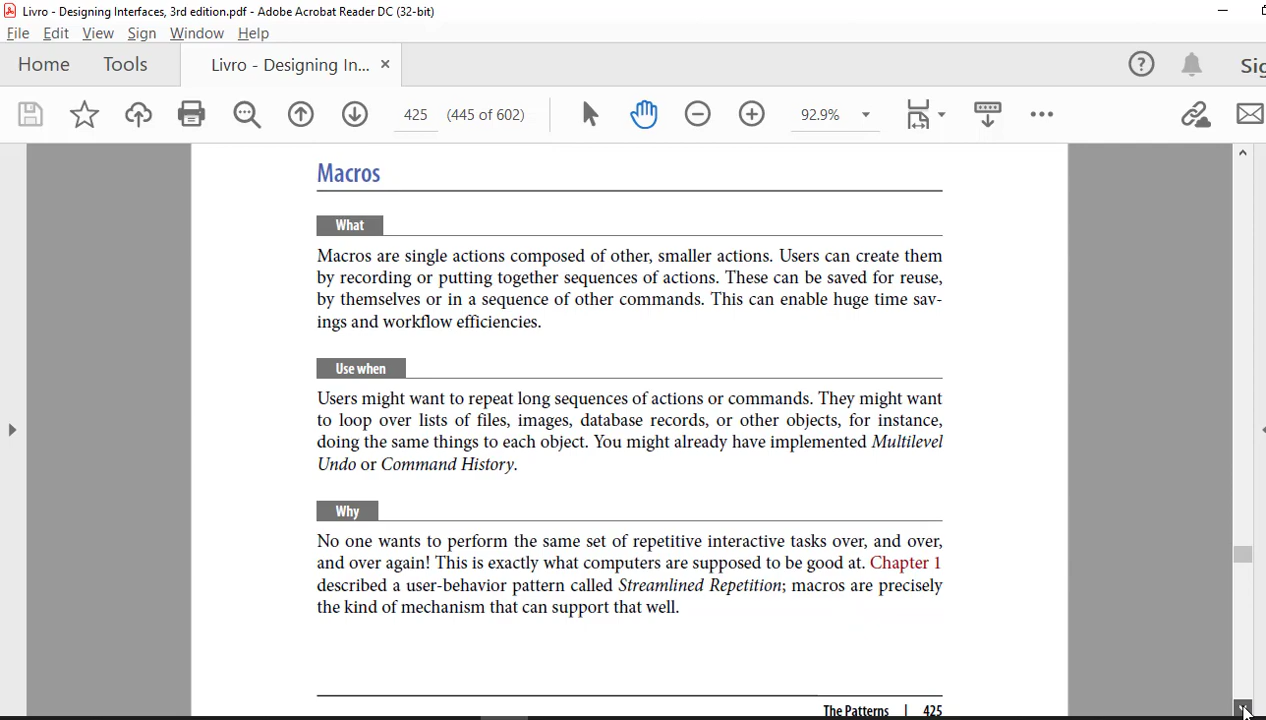 Livro - Designing Interfaces, 3rd edition.pdf - Adobe Acrobat Reader DC (32-bit)
File Edit View Sign Window Help
Home Tools Livro - Designing In... ×
425 (445 of 602) 92.9%
Macros
What
Macros are single actions composed of other, smaller actions. Users can create them
by recording or putting together sequences of actions. These can be saved for reuse,
by themselves or in a sequence of other commands. This can enable huge time sav-
ings and workflow efficiencies.
Use when
Users might want to repeat long sequences of actions or commands. They might want
to loop over lists of files, images, database records, or other objects, for instance,
doing the same things to each object. You might already have implemented Multilevel
Undo or Command History.
Why
No one wants to perform the same set of repetitive interactive tasks over, and over,
and over again! This is exactly what computers are supposed to be good at. Chapter 1
described a user-behavior pattern called Streamlined Repetition; macros are precisely
the kind of mechanism that can support that well.
The Patterns | 425